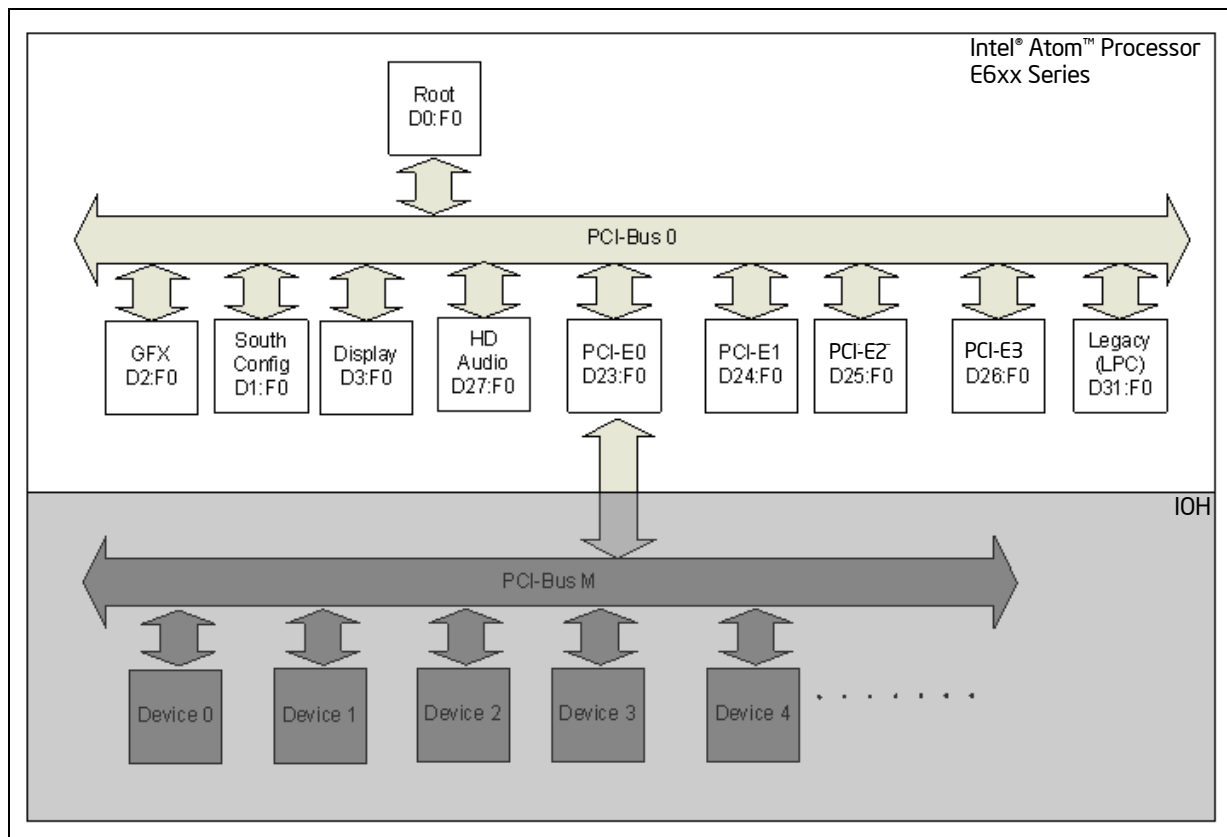 Intel® Atom™ Processor
E6xx Series
Root
D0:F0
PCI-Bus 0
GFX
D2:F0
South
Config
D1:F0
Display
D3:F0
HD
Audio
D27:F0
PCI-E0
D23:F0
PCI-E1
D24:F0
PCI-E2
D25:F0
PCI-E3
D26:F0
Legacy
(LPC)
D31:F0
IOH
PCI-Bus M
Device 0
Device 1
Device 2
Device 3
Device 4
. . . . . . .